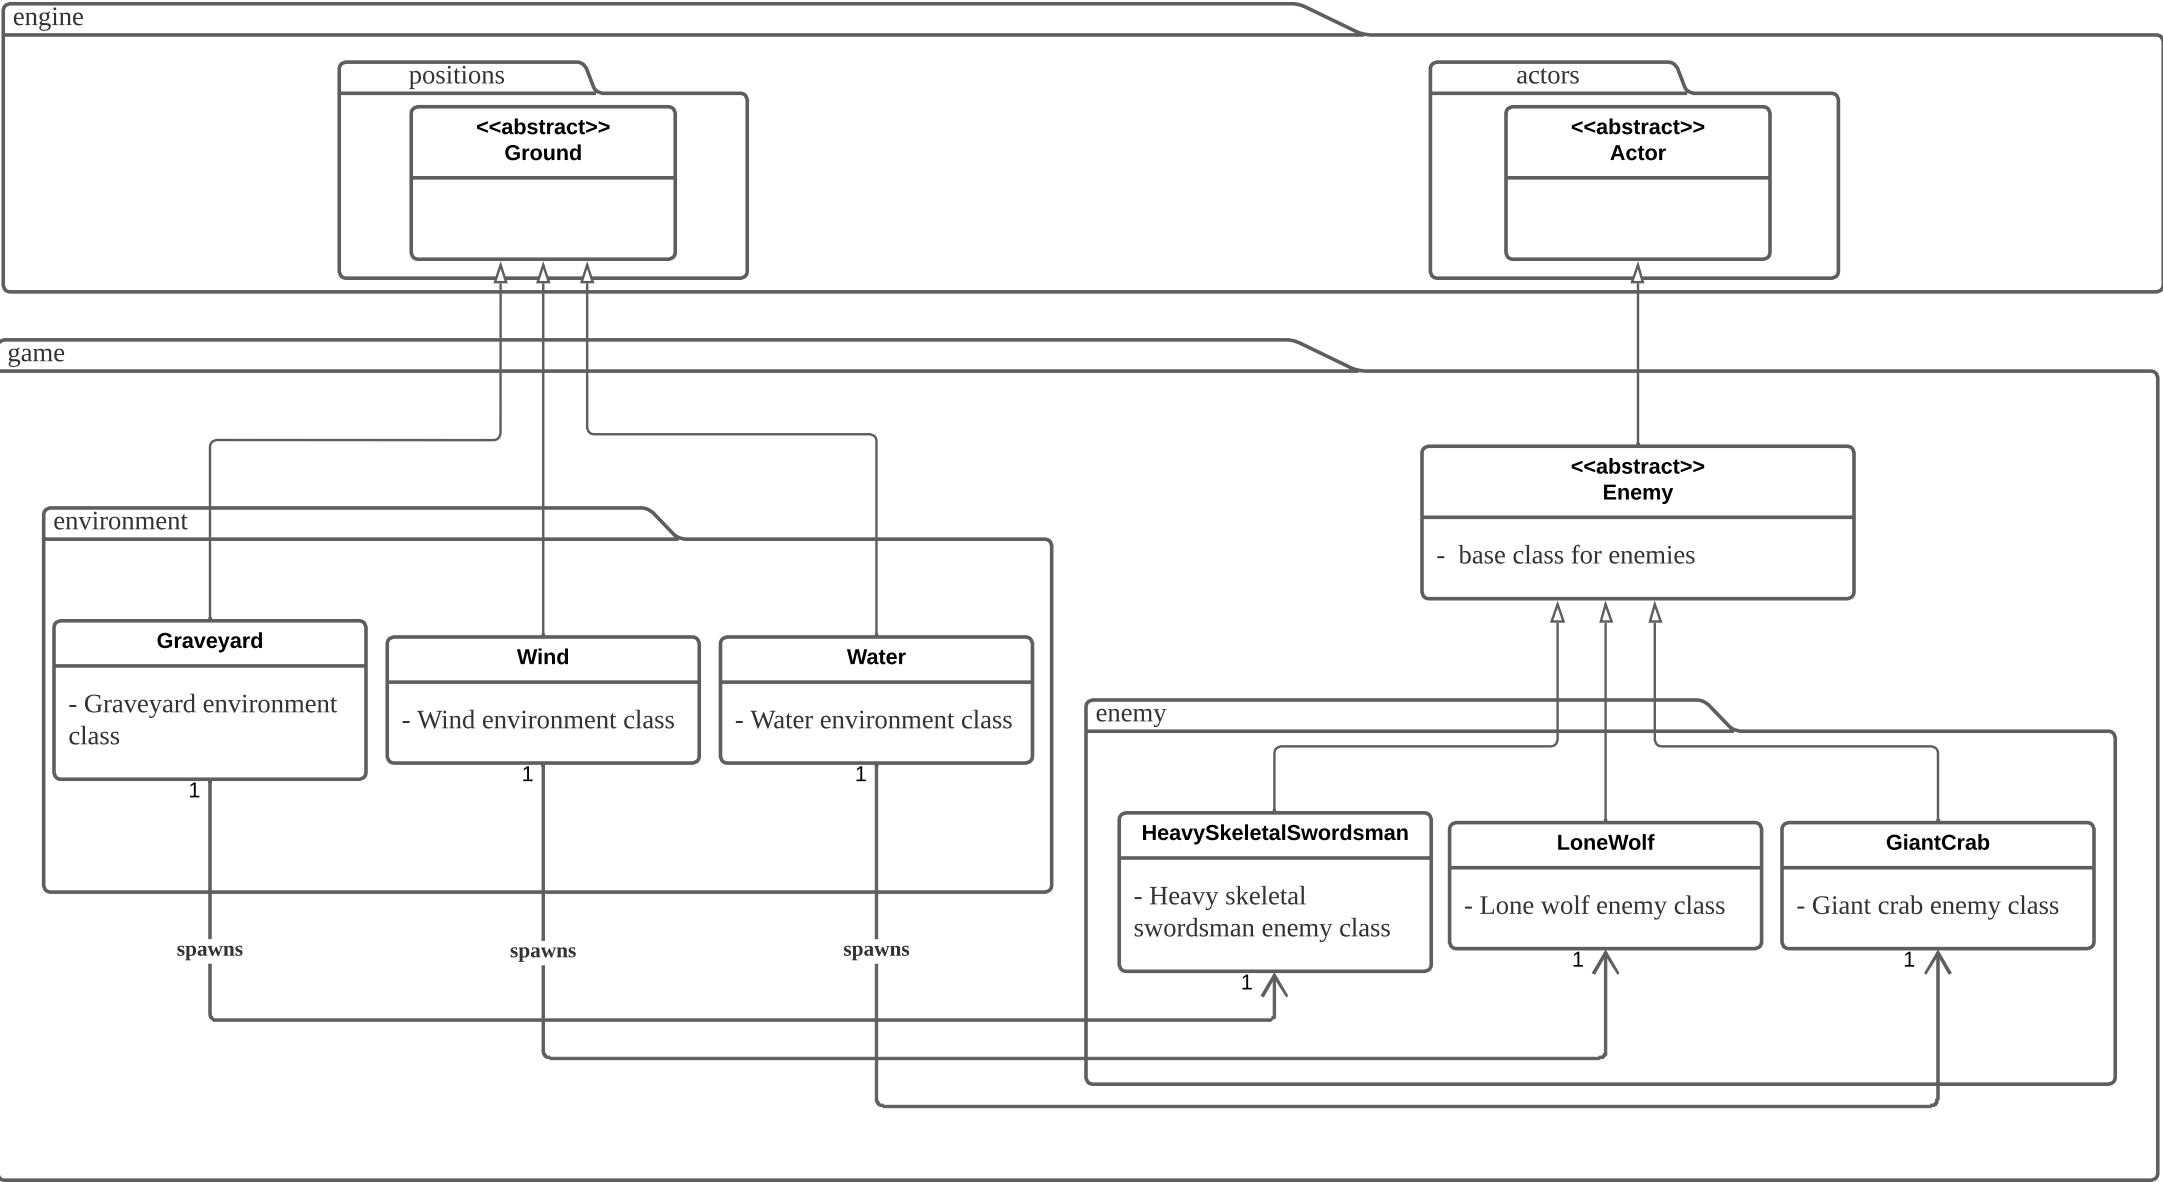 engine
positions
actors
<<abstract>>
Ground
<<abstract>>
Actor
game
<<abstract>>
Enemy
-  base class for enemies
environment
Graveyard
- Graveyard environment
class
1
Wind
- Wind environment class
1
Water
- Water environment class
1
enemy
HeavySkeletalSwordsman
- Heavy skeletal
swordsman enemy class
1
LoneWolf
- Lone wolf enemy class
1
GiantCrab
- Giant crab enemy class
1
spawns
spawns
spawns